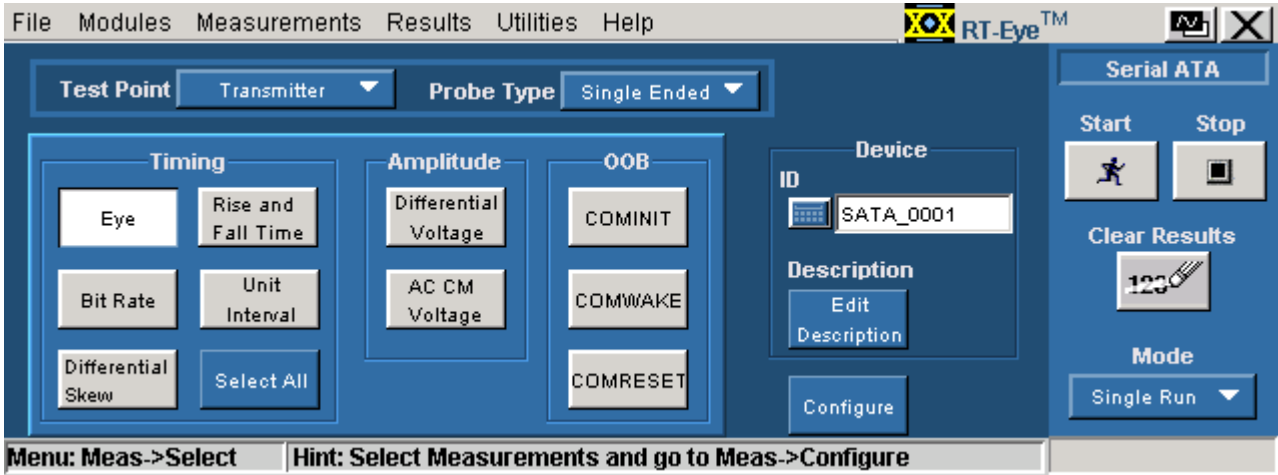 File Modules Measurements Results Utilities Help RT-Eye™
Test Point Transmitter Probe Type Single Ended
Serial ATA
Start Stop
Timing
Eye
Rise and
Fall Time
Bit Rate
Unit
Interval
Differential
Skew
Select All
Amplitude
Differential
Voltage
AC CM
Voltage
OOB
COMINIT
COMWAKE
COMRESET
Device
ID
SATA_0001
Description
Edit
Description
Configure
Clear Results
123
Mode
Single Run
Menu: Meas->Select Hint: Select Measurements and go to Meas->Configure